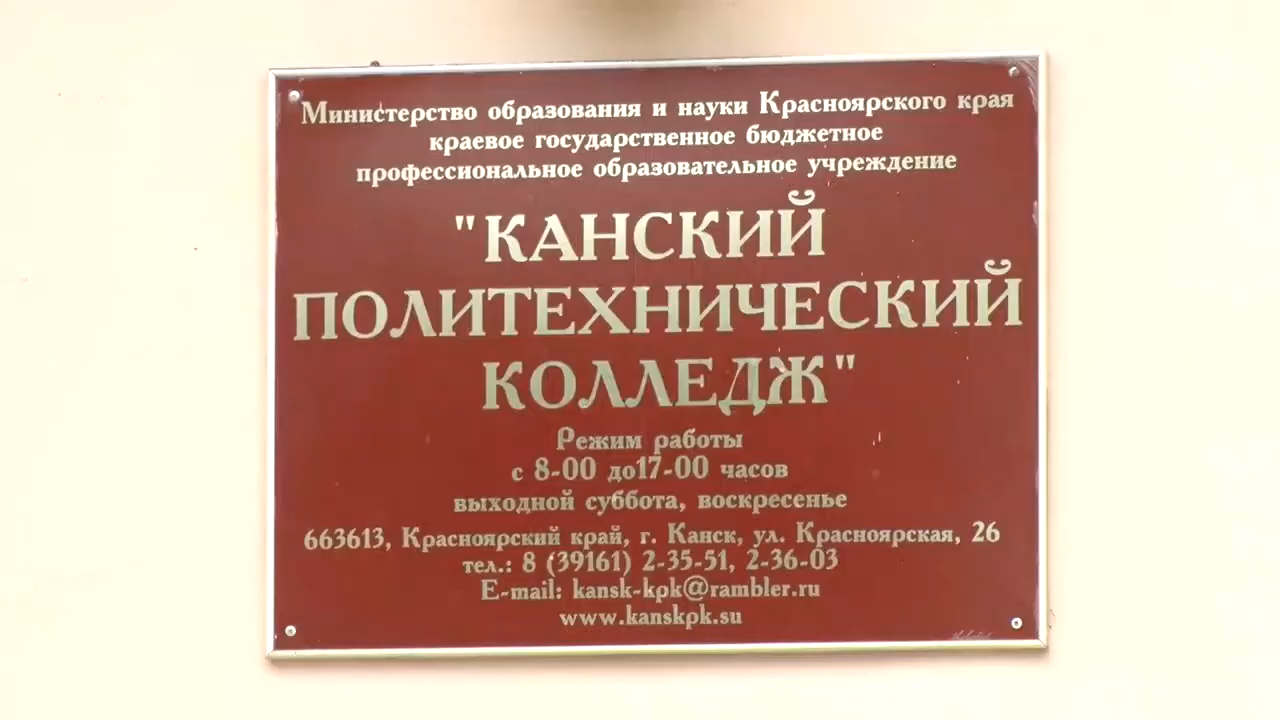 Министерство образования и науки Красноярского края
краевое государственное бюджетное
профессиональное образовательное учреждение
"КАНСКИЙ
ПОЛИТЕХНИЧЕСКИЙ
КОЛЛЕДЖ"
Режим работы
с 8-00 до17-00 часов
выходной суббота, воскресенье
663613, Красноярский край, г. Канск, ул. Красноярская, 26
тел.: 8 (39161) 2-35-51, 2-36-03
E-mail: kansk-kpk@rambler.ru
www.kanskpk.su